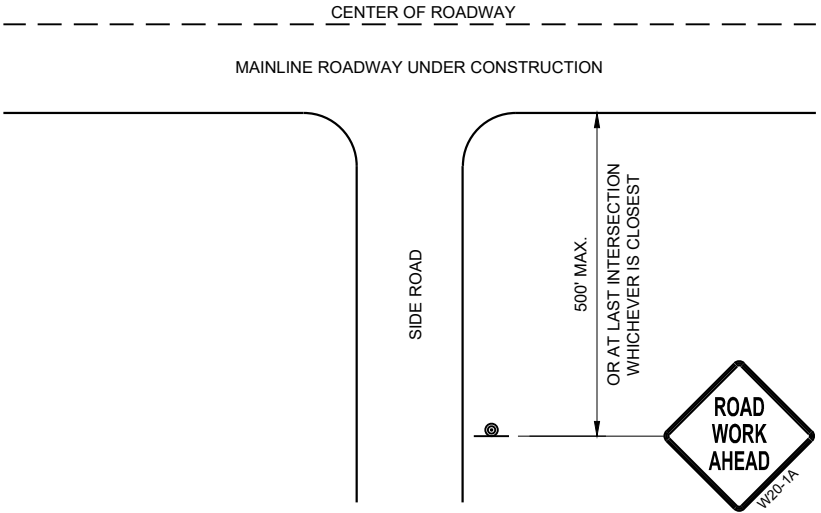 CENTER OF ROADWAY
MAINLINE ROADWAY UNDER CONSTRUCTION
SIDE ROAD
500' MAX.
OR AT LAST INTERSECTION
WHICHEVER IS CLOSEST
ROAD
WORK
AHEAD
W20-1A